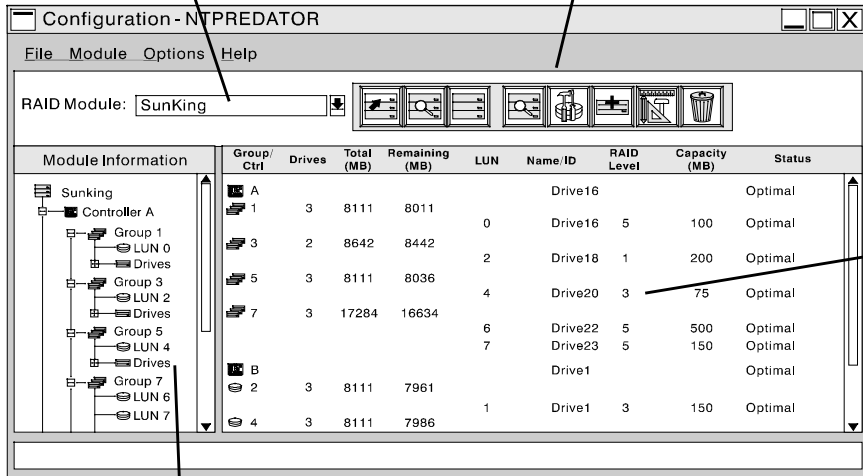 Configuration - NTPREDATOR
File Module Options Help
RAID Module: SunKing
Module Information
Sunking
Controller A
Group 1
LUN 0
Drives
Group 3
LUN 2
Drives
Group 5
LUN 4
Drives
Group 7
LUN 6
LUN 7
Group/ Ctrl Drives Total (MB) Remaining (MB) LUN Name/ID RAID Level Capacity (MB) Status
A Drive16 Optimal
1 3 8111 8011
0 Drive16 5 100 Optimal
3 2 8642 8442
2 Drive18 1 200 Optimal
5 3 8111 8036
4 Drive20 3 75 Optimal
7 3 17284 16634
6 Drive22 5 500 Optimal
7 Drive23 5 150 Optimal
B Drive1 Optimal
2 3 8111 7961
1 Drive1 3 150 Optimal
4 3 8111 7986